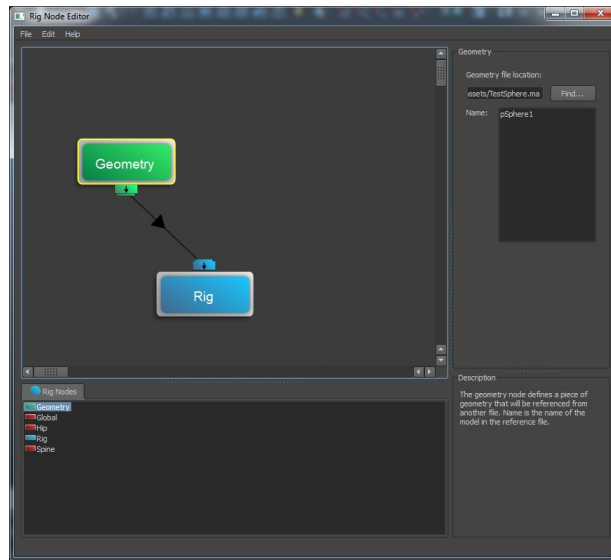 Rig Node Editor
File Edit Help
Geometry
Geometry file location:
assets/TestSphere.ma Find...
Name: pSphere1
Geometry
Rig
Rig Nodes
Geometry
Global
Hip
Rig
Spine
Description
The geometry node defines a piece of
geometry that will be referenced from
another file. Name is the name of the
model in the reference file.